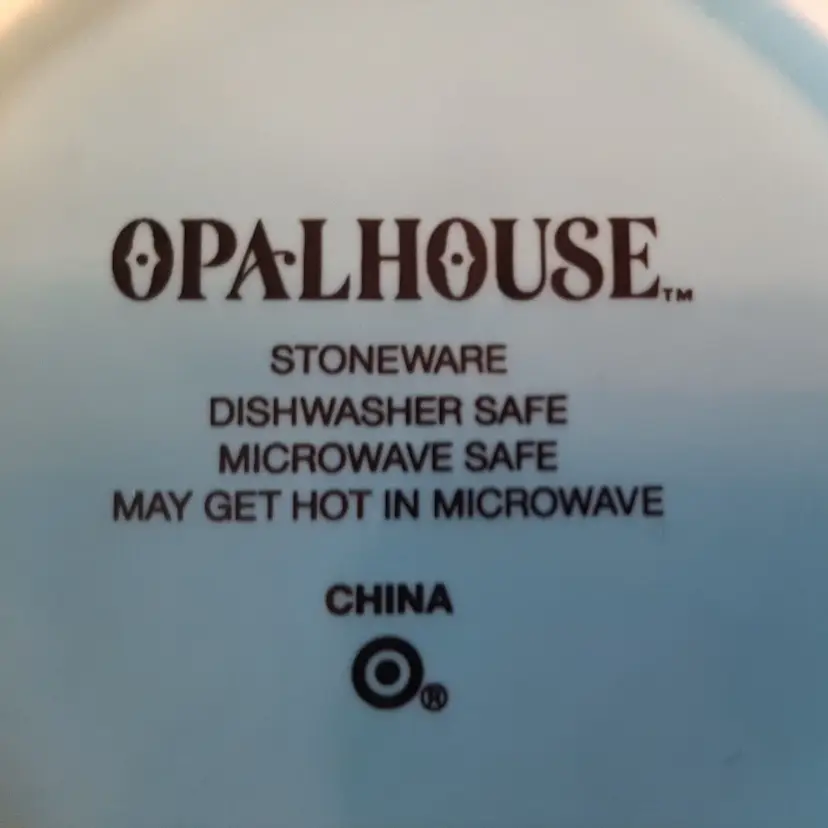 OPALHOUSE™
STONEWARE
DISHWASHER SAFE
MICROWAVE SAFE
MAY GET HOT IN MICROWAVE
CHINA
®